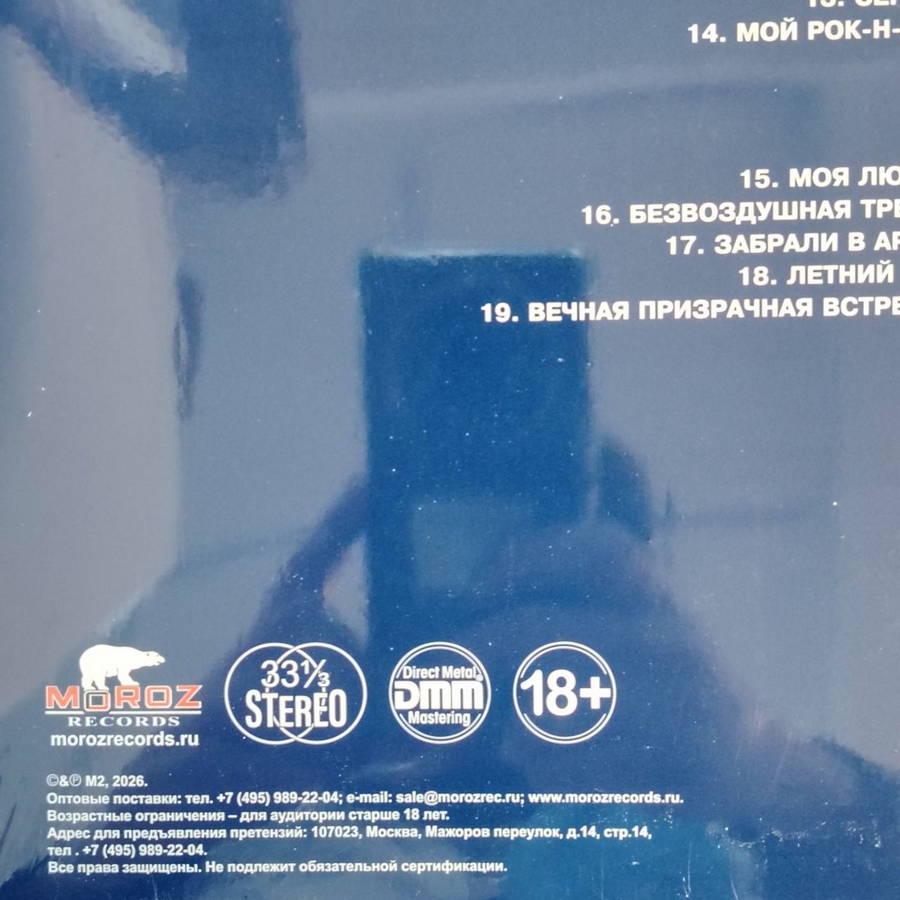 14. МОЙ РОК-Н-
15. МОЯ ЛЮ
16. БЕЗВОЗДУШНАЯ ТРЕ
17. ЗАБРАЛИ В АР
18. ЛЕТНИЙ
19. ВЕЧНАЯ ПРИЗРАЧНАЯ ВСТРЕ
MOROZ
RECORDS
morozrecords.ru
33⅓
STEREO
Direct Metal
DMM
Mastering
18+
©&℗ М2, 2026.
Оптовые поставки: тел. +7 (495) 989-22-04; e-mail: sale@morozrec.ru; www.morozrecords.ru.
Возрастные ограничения – для аудитории старше 18 лет.
Адрес для предъявления претензий: 107023, Москва, Мажоров переулок, д.14, стр.14,
тел . +7 (495) 989-22-04.
Все права защищены. Не подлежит обязательной сертификации.